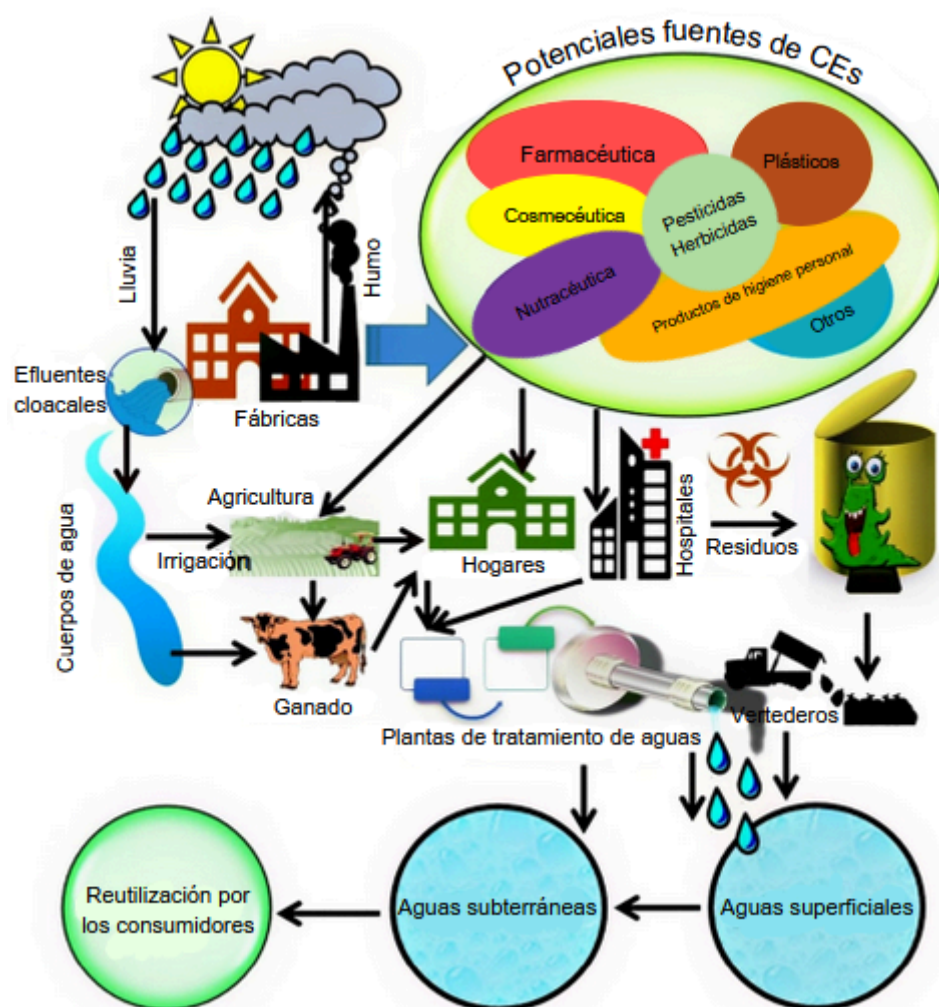 Potenciales fuentes de CEs
Farmacéutica
Plásticos
Cosmecéutica
Pesticidas
Herbicidas
Nutracéutica
Productos de higiene personal
Otros
Lluvia
Humo
Efluentes
cloacales
Fábricas
Cuerpos de agua
Agricultura
Irrigación
Hogares
Hospitales
Residuos
Ganado
Plantas de tratamiento de aguas
Vertederos
Reutilización por
los consumidores
Aguas subterráneas
Aguas superficiales